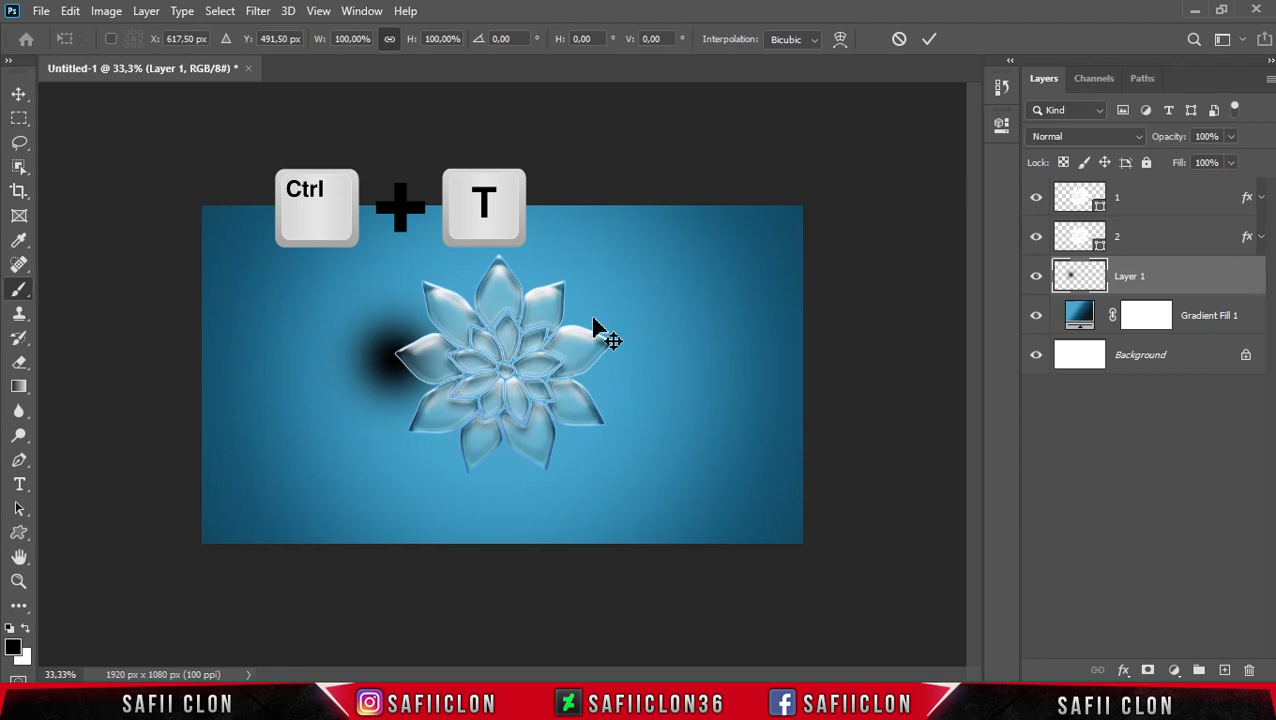 Ps File Edit Image Layer Type Select Filter 3D View Window Help
X: 617,50 px Y: 491,50 px W: 100,00% H: 100,00% 0,00 ° H: 0,00 ° V: 0,00 ° Interpolation: Bicubic
Untitled-1 @ 33,3% (Layer 1, RGB/8#) * ×
Layers Channels Paths
Kind
Normal Opacity: 100%
Lock: Fill: 100%
1 fx
2 fx
Layer 1
Gradient Fill 1
Background
Ctrl + T
33,33% 1920 px x 1080 px (100 ppi)
SAFII CLON SAFIICLON SAFIICLON36 SAFIICLON SAFII CLON